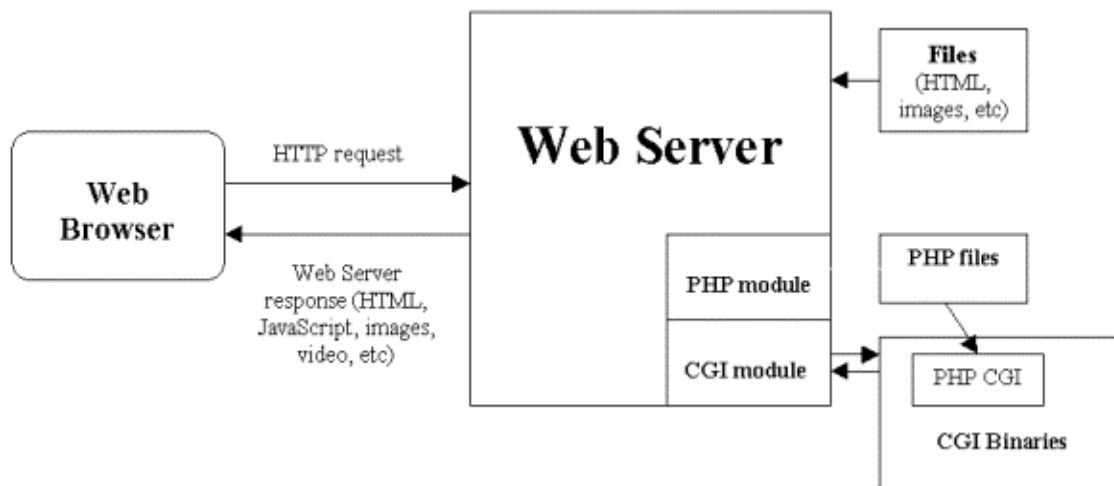 Files
(HTML,
images, etc)
Web Server
HTTP request
Web
Browser
Web Server
response (HTML,
JavaScript, images,
video, etc)
PHP module
CGI module
PHP files
PHP CGI
CGI Binaries